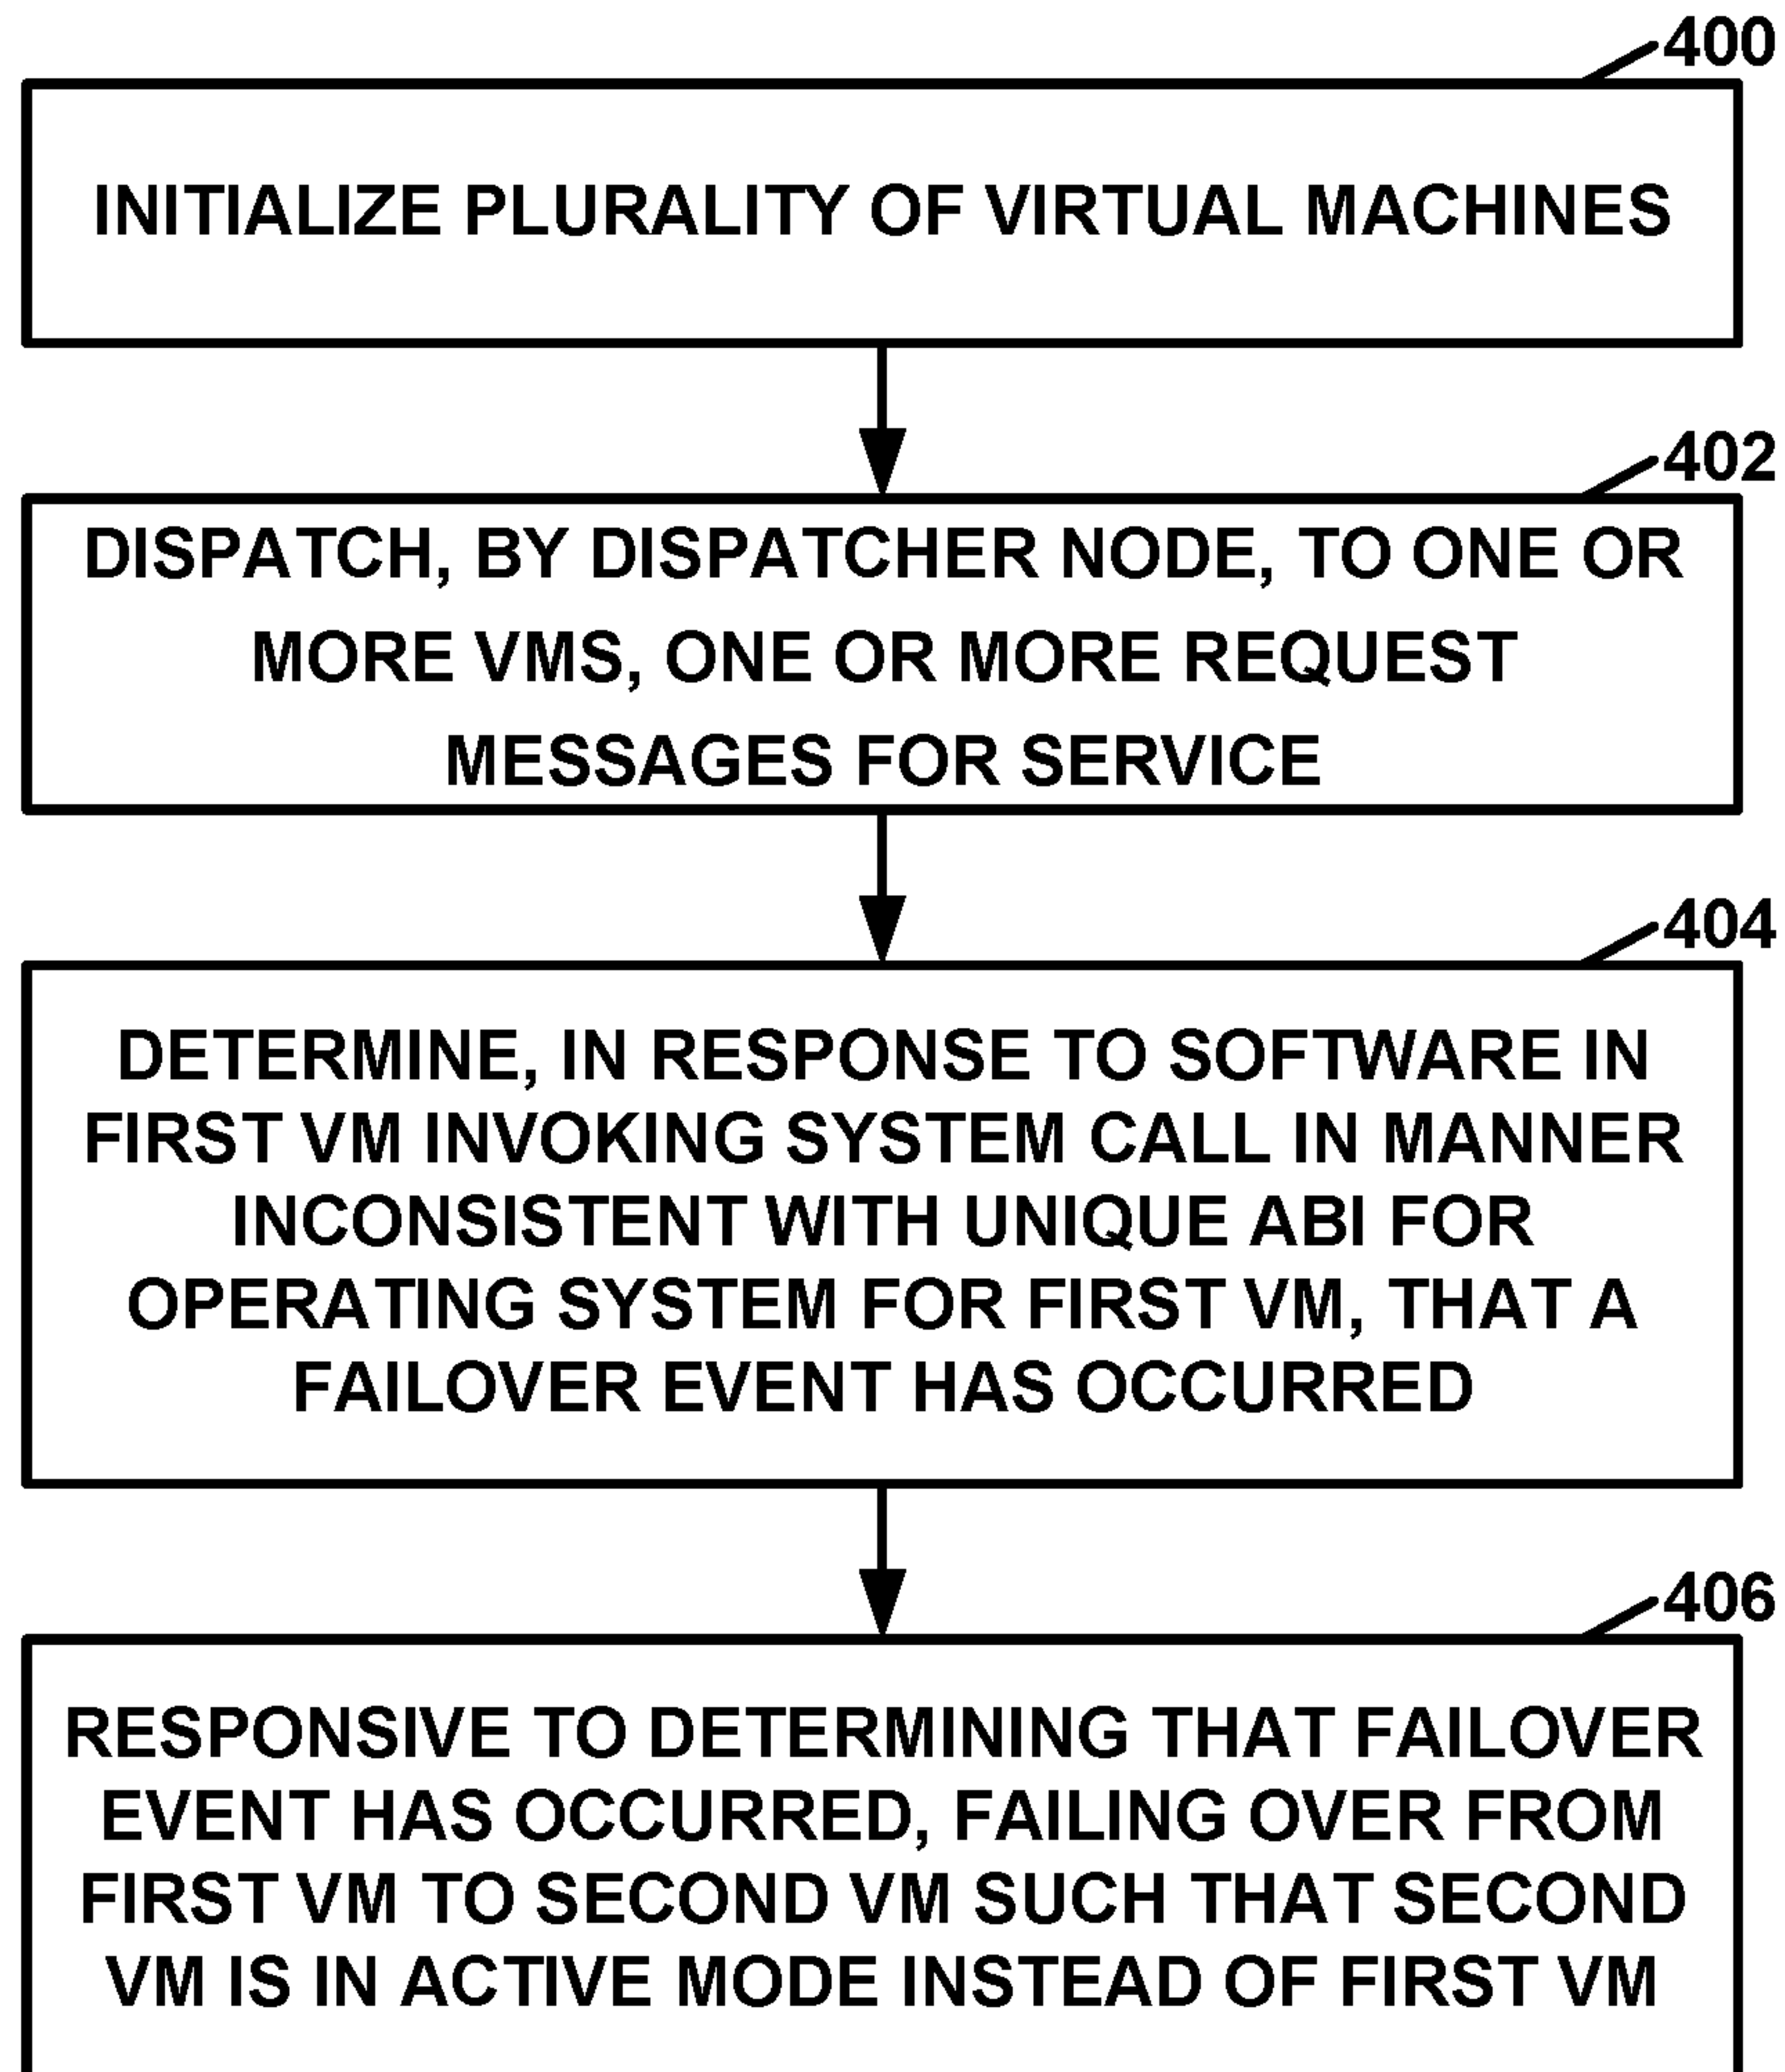 400
INITIALIZE PLURALITY OF VIRTUAL MACHINES
402
DISPATCH, BY DISPATCHER NODE, TO ONE OR
MORE VMS, ONE OR MORE REQUEST
MESSAGES FOR SERVICE
404
DETERMINE, IN RESPONSE TO SOFTWARE IN
FIRST VM INVOKING SYSTEM CALL IN MANNER
INCONSISTENT WITH UNIQUE ABI FOR
OPERATING SYSTEM FOR FIRST VM, THAT A
FAILOVER EVENT HAS OCCURRED
406
RESPONSIVE TO DETERMINING THAT FAILOVER
EVENT HAS OCCURRED, FAILING OVER FROM
FIRST VM TO SECOND VM SUCH THAT SECOND
VM IS IN ACTIVE MODE INSTEAD OF FIRST VM